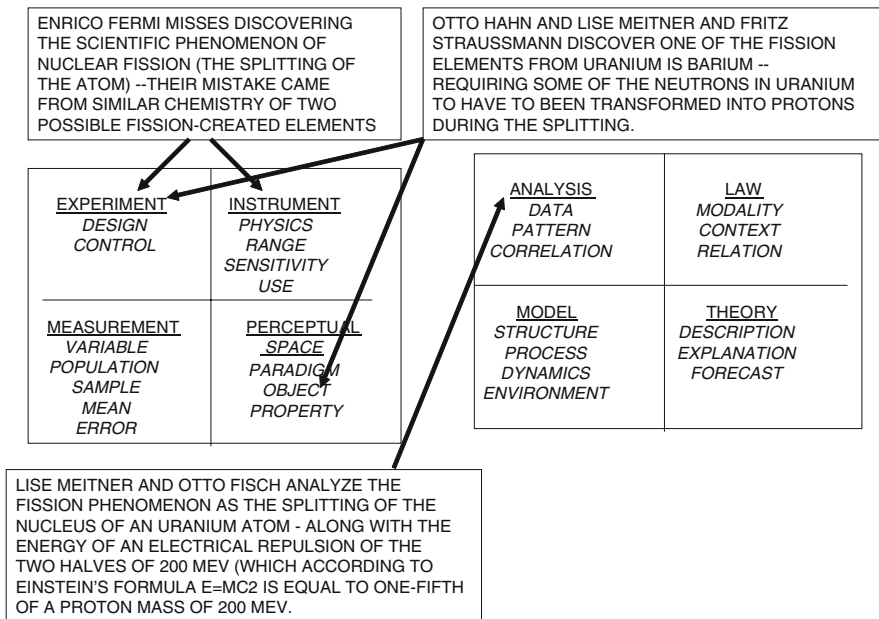 ENRICO FERMI MISSES DISCOVERING
THE SCIENTIFIC PHENOMENON OF
NUCLEAR FISSION (THE SPLITTING OF
THE ATOM) --THEIR MISTAKE CAME
FROM SIMILAR CHEMISTRY OF TWO
POSSIBLE FISSION-CREATED ELEMENTS
OTTO HAHN AND LISE MEITNER AND FRITZ
STRAUSSMANN DISCOVER ONE OF THE FISSION
ELEMENTS FROM URANIUM IS BARIUM --
REQUIRING SOME OF THE NEUTRONS IN URANIUM
TO HAVE TO BEEN TRANSFORMED INTO PROTONS
DURING THE SPLITTING.
EXPERIMENT
DESIGN
CONTROL
INSTRUMENT
PHYSICS
RANGE
SENSITIVITY
USE
MEASUREMENT
VARIABLE
POPULATION
SAMPLE
MEAN
ERROR
PERCEPTUAL
SPACE
PARADIGM
OBJECT
PROPERTY
ANALYSIS
DATA
PATTERN
CORRELATION
LAW
MODALITY
CONTEXT
RELATION
MODEL
STRUCTURE
PROCESS
DYNAMICS
ENVIRONMENT
THEORY
DESCRIPTION
EXPLANATION
FORECAST
LISE MEITNER AND OTTO FISCH ANALYZE THE
FISSION PHENOMENON AS THE SPLITTING OF THE
NUCLEUS OF AN URANIUM ATOM - ALONG WITH THE
ENERGY OF AN ELECTRICAL REPULSION OF THE
TWO HALVES OF 200 MEV (WHICH ACCORDING TO
EINSTEIN'S FORMULA E=MC2 IS EQUAL TO ONE-FIFTH
OF A PROTON MASS OF 200 MEV.